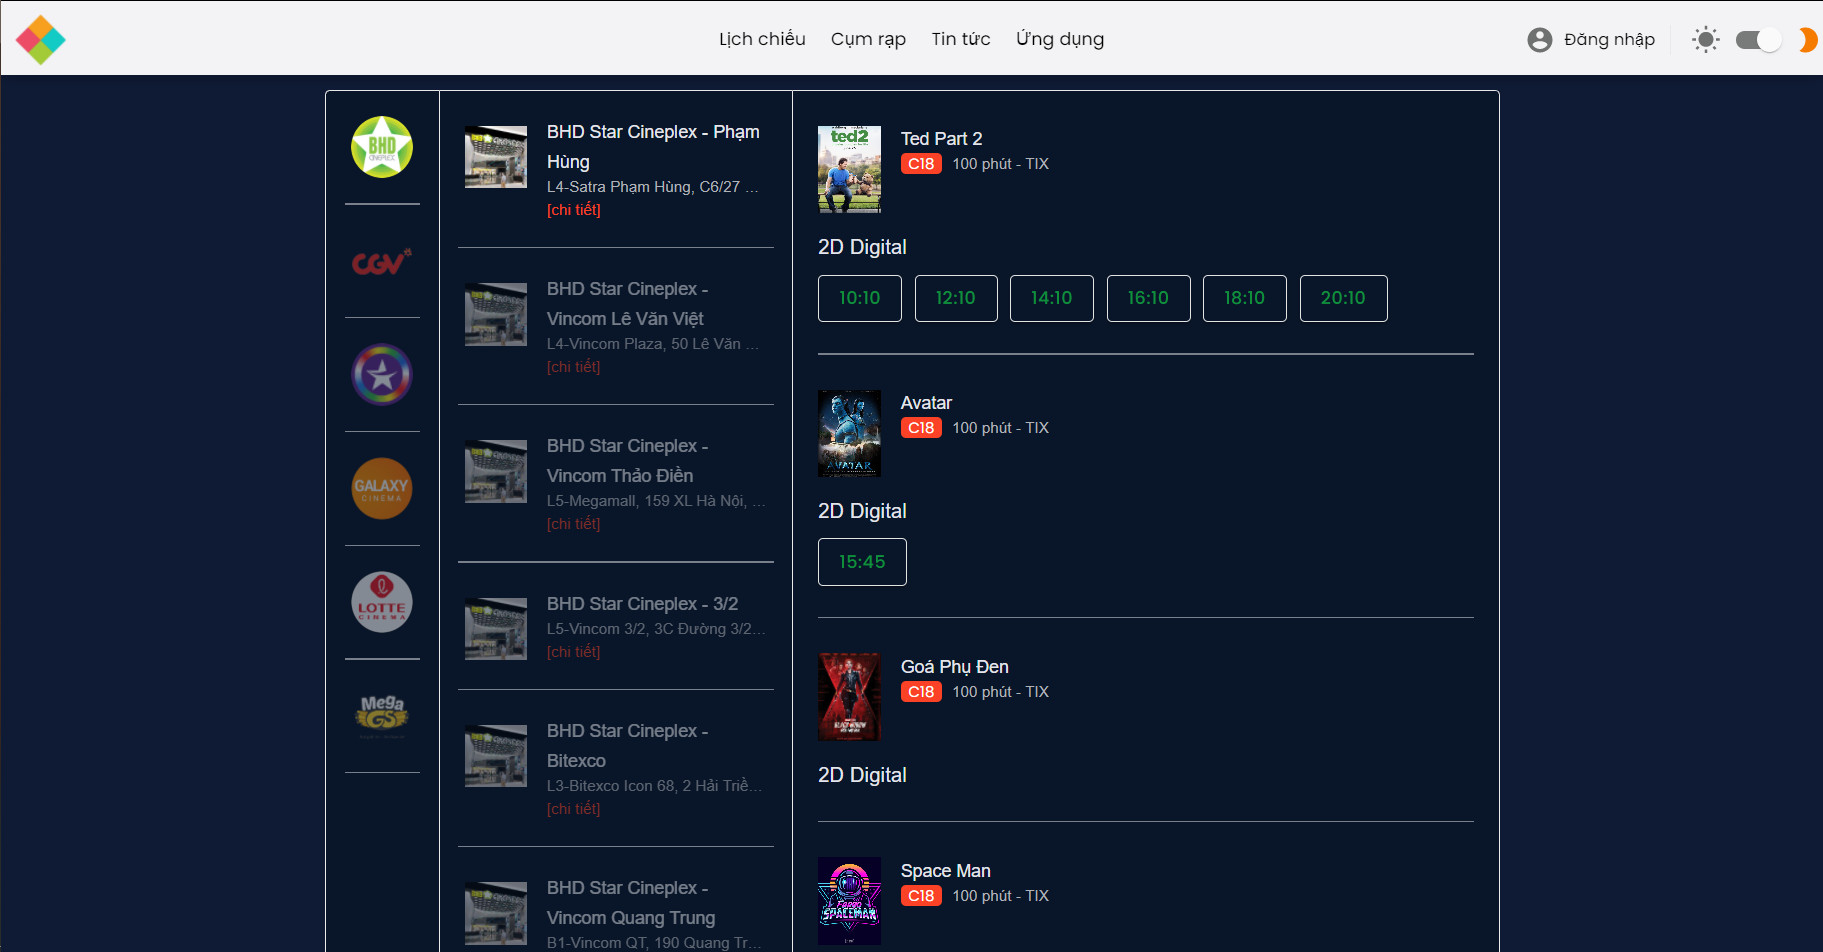 Lịch chiếu Cụm rạp Tin tức Ứng dụng
Đăng nhập
BHD
CINEPLEX
CGV
GALAXY
CINEMA
LOTTE
CINEMA
Mega
GS
BHD Star Cineplex - Phạm
Hùng
L4-Satra Phạm Hùng, C6/27 ...
[chi tiết]
BHD Star Cineplex -
Vincom Lê Văn Việt
L4-Vincom Plaza, 50 Lê Văn ...
[chi tiết]
BHD Star Cineplex -
Vincom Thảo Điền
L5-Megamall, 159 XL Hà Nội, ...
[chi tiết]
BHD Star Cineplex - 3/2
L5-Vincom 3/2, 3C Đường 3/2...
[chi tiết]
BHD Star Cineplex -
Bitexco
L3-Bitexco Icon 68, 2 Hải Triề...
[chi tiết]
BHD Star Cineplex -
Vincom Quang Trung
B1-Vincom QT, 190 Quang Tr...
ted2
Ted Part 2
C18 100 phút - TIX
2D Digital
10:10 12:10 14:10 16:10 18:10 20:10
AVATAR
Avatar
C18 100 phút - TIX
2D Digital
15:45
Goá Phụ Đen
C18 100 phút - TIX
2D Digital
SPACEMAN
Space Man
C18 100 phút - TIX